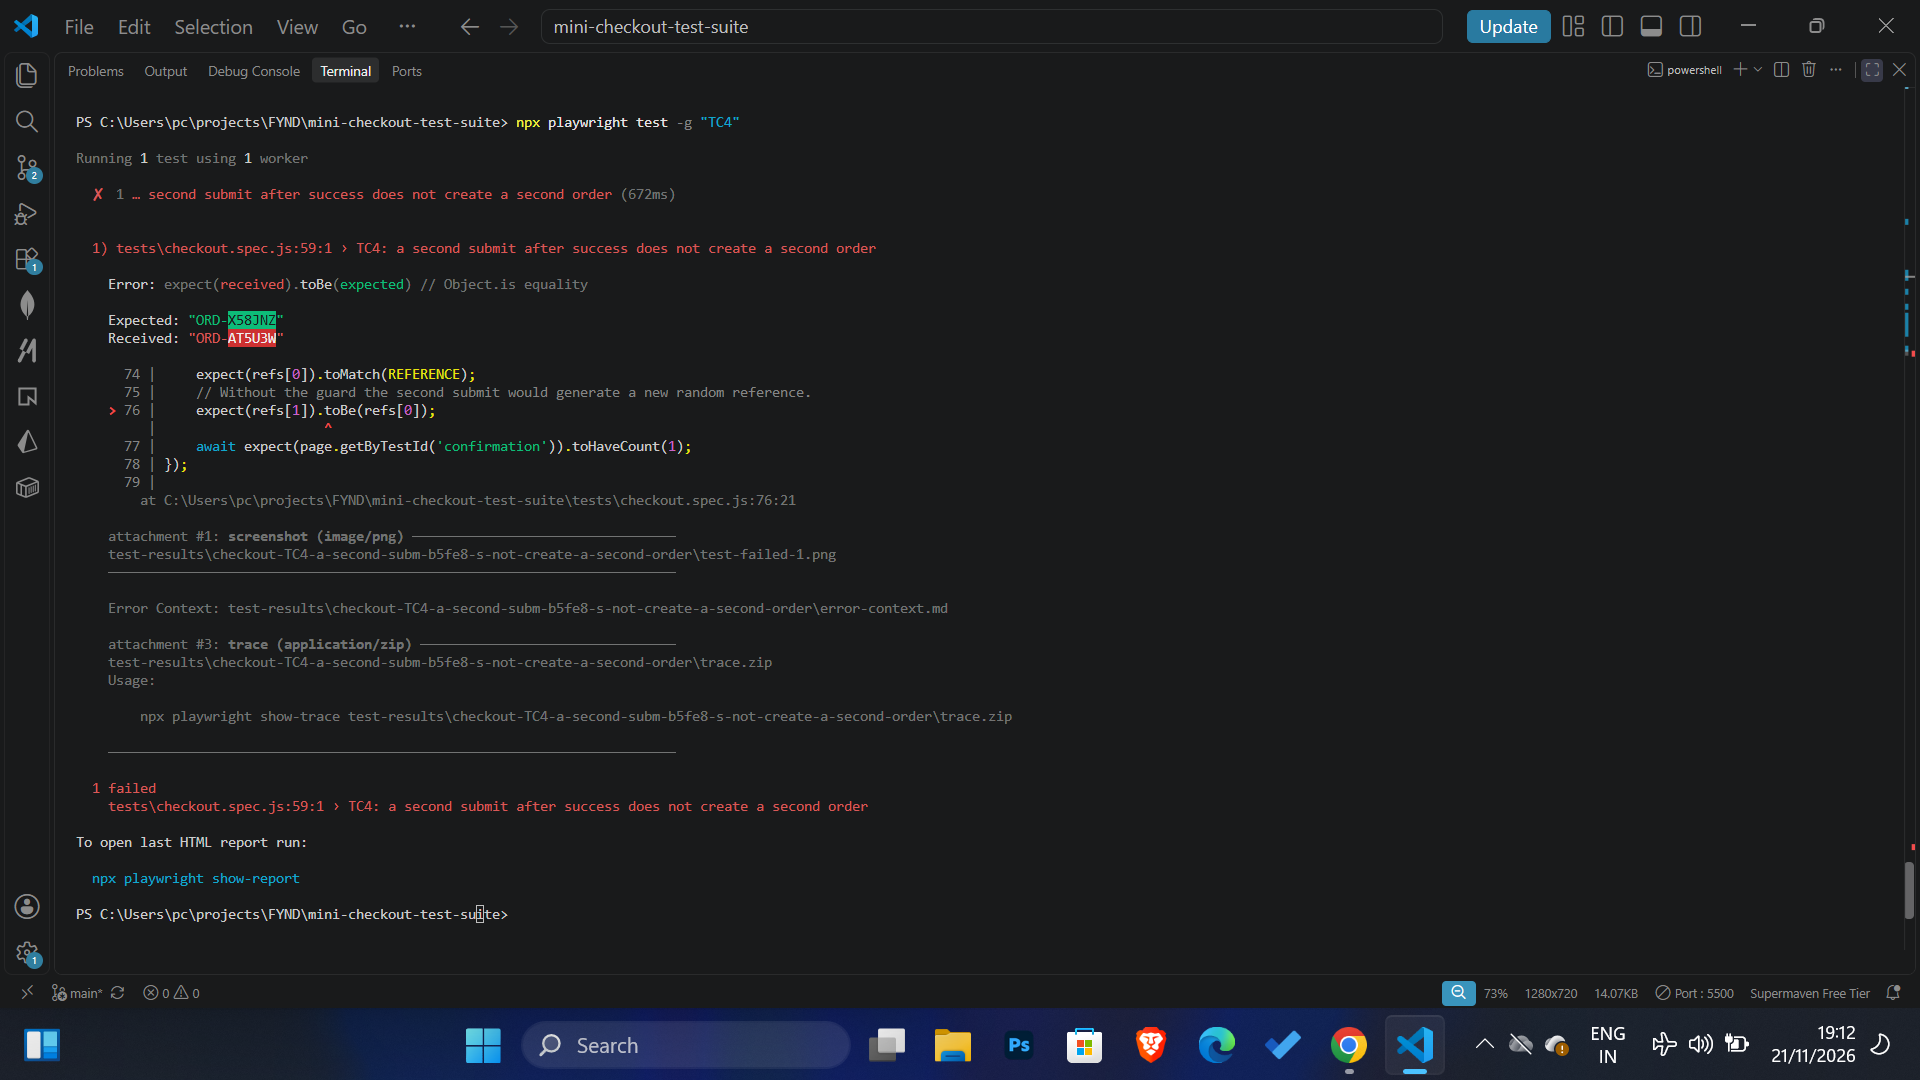 File Edit Selection View Go ··· mini-checkout-test-suite Update
Problems Output Debug Console Terminal Ports powershell
PS C:\Users\pc\projects\FYND\mini-checkout-test-suite> npx playwright test -g "TC4"
Running 1 test using 1 worker
✗ 1 … second submit after success does not create a second order (672ms)
1) tests\checkout.spec.js:59:1 › TC4: a second submit after success does not create a second order
Error: expect(received).toBe(expected) // Object.is equality
Expected: "ORD-X58JNZ"
Received: "ORD-AT5U3W"
74 | expect(refs[0]).toMatch(REFERENCE);
75 | // Without the guard the second submit would generate a new random reference.
> 76 | expect(refs[1]).toBe(refs[0]);
| ^
77 | await expect(page.getByTestId('confirmation')).toHaveCount(1);
78 | });
79 |
at C:\Users\pc\projects\FYND\mini-checkout-test-suite\tests\checkout.spec.js:76:21
attachment #1: screenshot (image/png) ───────────────────────────────────
test-results\checkout-TC4-a-second-subm-b5fe8-s-not-create-a-second-order\test-failed-1.png
Error Context: test-results\checkout-TC4-a-second-subm-b5fe8-s-not-create-a-second-order\error-context.md
attachment #3: trace (application/zip) ───────────────────────────────────
test-results\checkout-TC4-a-second-subm-b5fe8-s-not-create-a-second-order\trace.zip
Usage:
npx playwright show-trace test-results\checkout-TC4-a-second-subm-b5fe8-s-not-create-a-second-order\trace.zip
1 failed
tests\checkout.spec.js:59:1 › TC4: a second submit after success does not create a second order
To open last HTML report run:
npx playwright show-report
PS C:\Users\pc\projects\FYND\mini-checkout-test-suite>
2
1
1
main* 0 0 73% 1280x720 14.07KB Port : 5500 Supermaven Free Tier
Search Ps ENG IN 19:12
21/11/2026